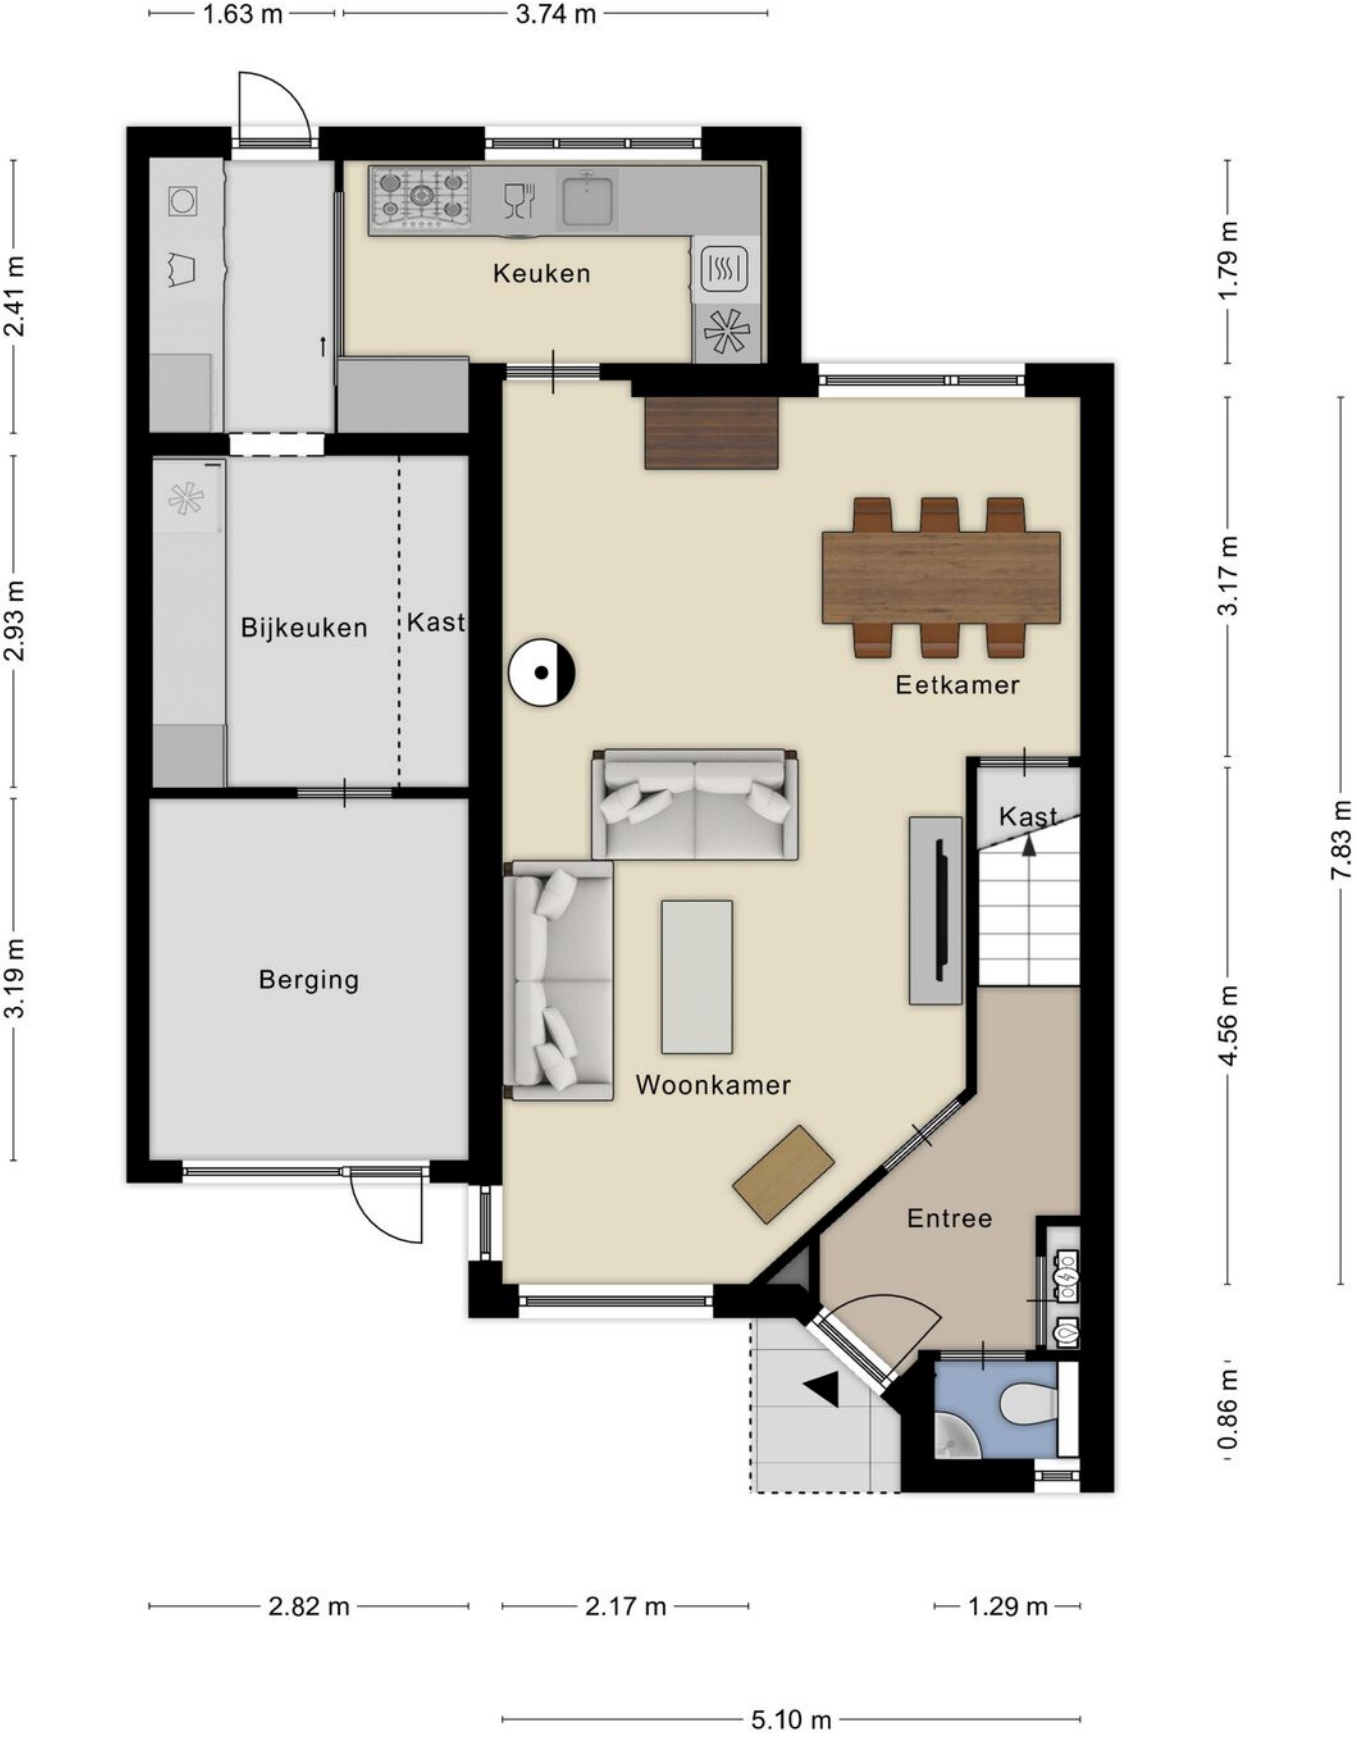 1.63 m
3.74 m
2.41 m
1.79 m
Keuken
3.17 m
2.93 m
Bijkeuken
Kast
Eetkamer
Kast
7.83 m
3.19 m
Berging
4.56 m
Woonkamer
Entree
0.86 m
2.82 m
2.17 m
1.29 m
5.10 m